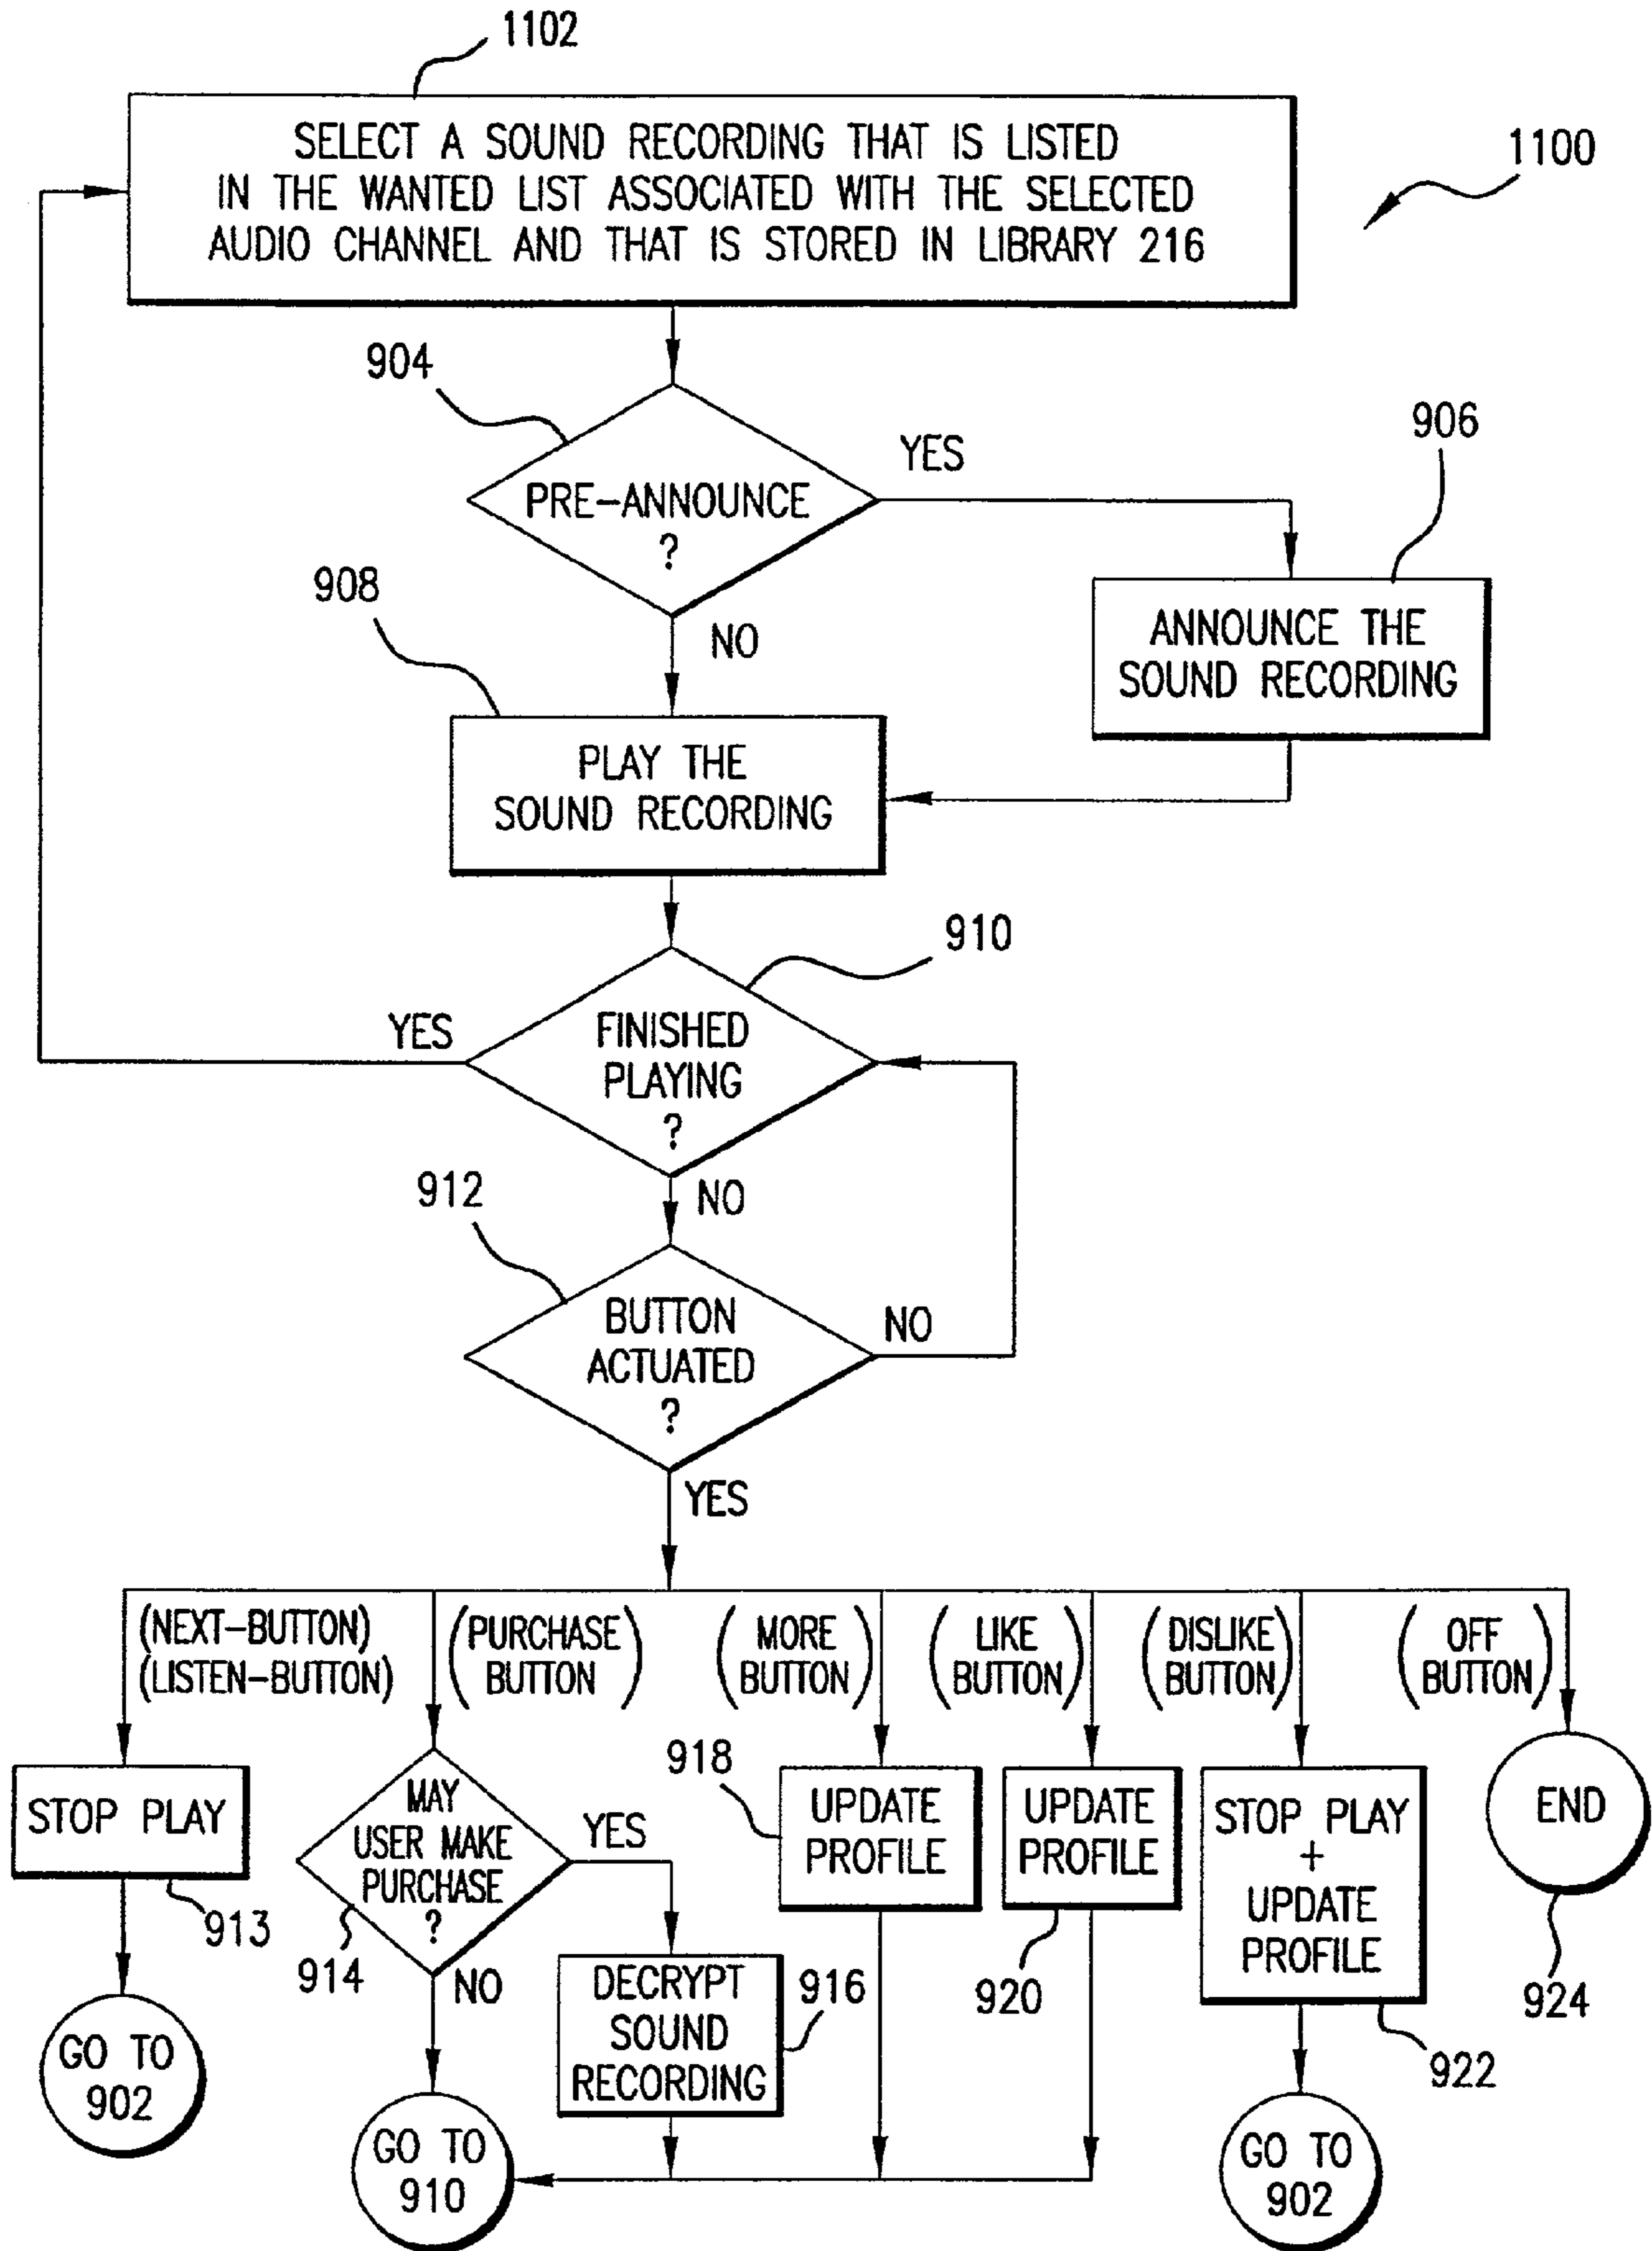 1102
SELECT A SOUND RECORDING THAT IS LISTED
IN THE WANTED LIST ASSOCIATED WITH THE SELECTED
AUDIO CHANNEL AND THAT IS STORED IN LIBRARY 216
1100
904
PRE-ANNOUNCE
?
YES
906
ANNOUNCE THE
SOUND RECORDING
NO
908
PLAY THE
SOUND RECORDING
910
FINISHED
PLAYING
?
YES
NO
912
BUTTON
ACTUATED
?
NO
YES
(NEXT-BUTTON)
(LISTEN-BUTTON)
(PURCHASE
BUTTON)
(MORE
BUTTON)
(LIKE
BUTTON)
(DISLIKE
BUTTON)
(OFF
BUTTON)
STOP PLAY
913
GO TO
902
MAY
USER MAKE
PURCHASE
?
914
YES
NO
DECRYPT
SOUND
RECORDING
916
GO TO
910
918
UPDATE
PROFILE
UPDATE
PROFILE
920
STOP PLAY
+
UPDATE
PROFILE
922
GO TO
902
END
924